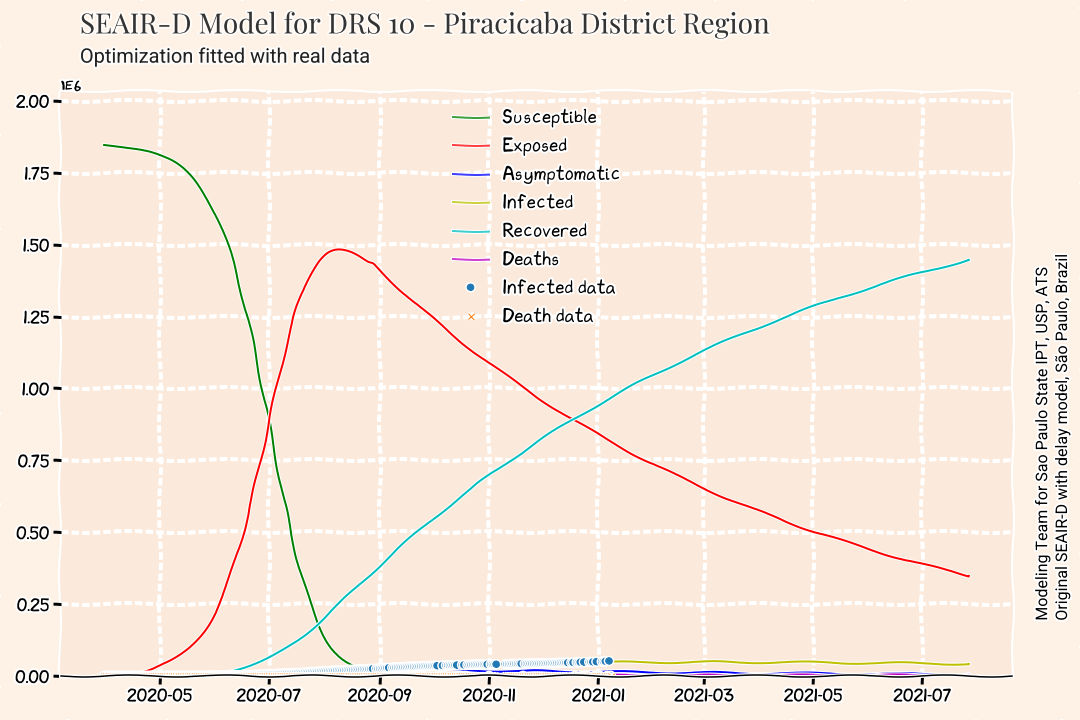 SEAIR-D Model for DRS 10 - Piracicaba District Region
Optimization fitted with real data
1E6
2.00
1.75
1.50
1.25
1.00
0.75
0.50
0.25
0.00
Susceptible
Exposed
Asymptomatic
Infected
Recovered
Deaths
Infected data
Death data
2020-05
2020-07
2020-09
2020-11
2021-01
2021-03
2021-05
2021-07
Modeling Team for Sao Paulo State IPT, USP, ATS
Original SEAIR-D with delay model, São Paulo, Brazil